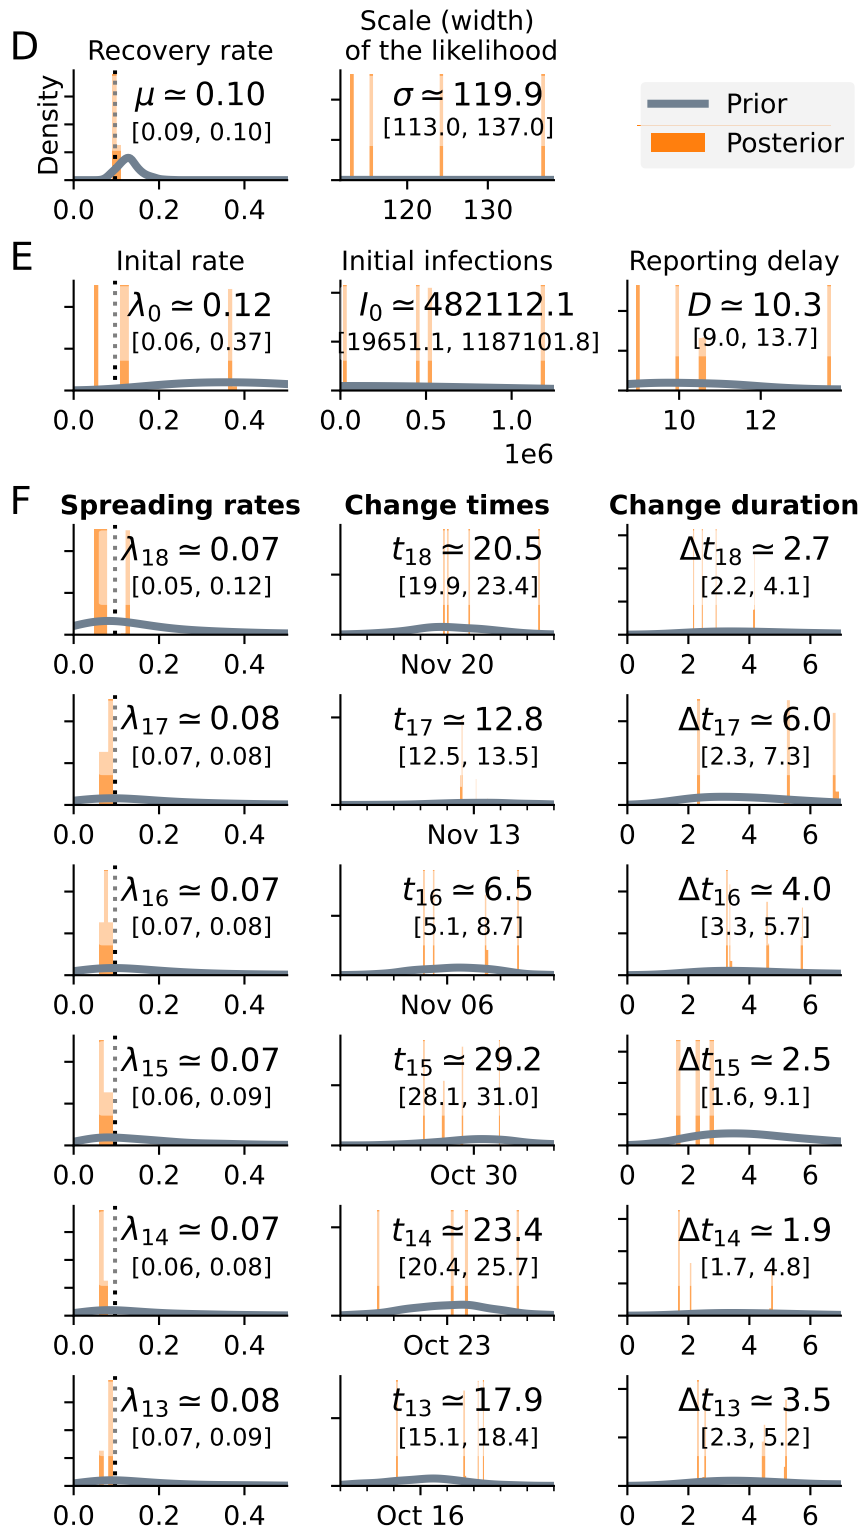 D
Recovery rate
Scale (width)
of the likelihood
Density
μ ≃ 0.10
[0.09, 0.10]
σ ≃ 119.9
[113.0, 137.0]
Prior
Posterior
0.0 0.2 0.4
120 130
E
Inital rate
Initial infections
Reporting delay
λ0 ≃ 0.12
[0.06, 0.37]
I0 ≃ 482112.1
[19651.1, 1187101.8]
D ≃ 10.3
[9.0, 13.7]
0.0 0.2 0.4
0.0 0.5 1.0
1e6
10 12
F
Spreading rates
Change times
Change duration
λ18 ≃ 0.07
[0.05, 0.12]
t18 ≃ 20.5
[19.9, 23.4]
Δt18 ≃ 2.7
[2.2, 4.1]
0.0 0.2 0.4
Nov 20
0 2 4 6
λ17 ≃ 0.08
[0.07, 0.08]
t17 ≃ 12.8
[12.5, 13.5]
Δt17 ≃ 6.0
[2.3, 7.3]
0.0 0.2 0.4
Nov 13
0 2 4 6
λ16 ≃ 0.07
[0.07, 0.08]
t16 ≃ 6.5
[5.1, 8.7]
Δt16 ≃ 4.0
[3.3, 5.7]
0.0 0.2 0.4
Nov 06
0 2 4 6
λ15 ≃ 0.07
[0.06, 0.09]
t15 ≃ 29.2
[28.1, 31.0]
Δt15 ≃ 2.5
[1.6, 9.1]
0.0 0.2 0.4
Oct 30
0 2 4 6
λ14 ≃ 0.07
[0.06, 0.08]
t14 ≃ 23.4
[20.4, 25.7]
Δt14 ≃ 1.9
[1.7, 4.8]
0.0 0.2 0.4
Oct 23
0 2 4 6
λ13 ≃ 0.08
[0.07, 0.09]
t13 ≃ 17.9
[15.1, 18.4]
Δt13 ≃ 3.5
[2.3, 5.2]
0.0 0.2 0.4
Oct 16
0 2 4 6